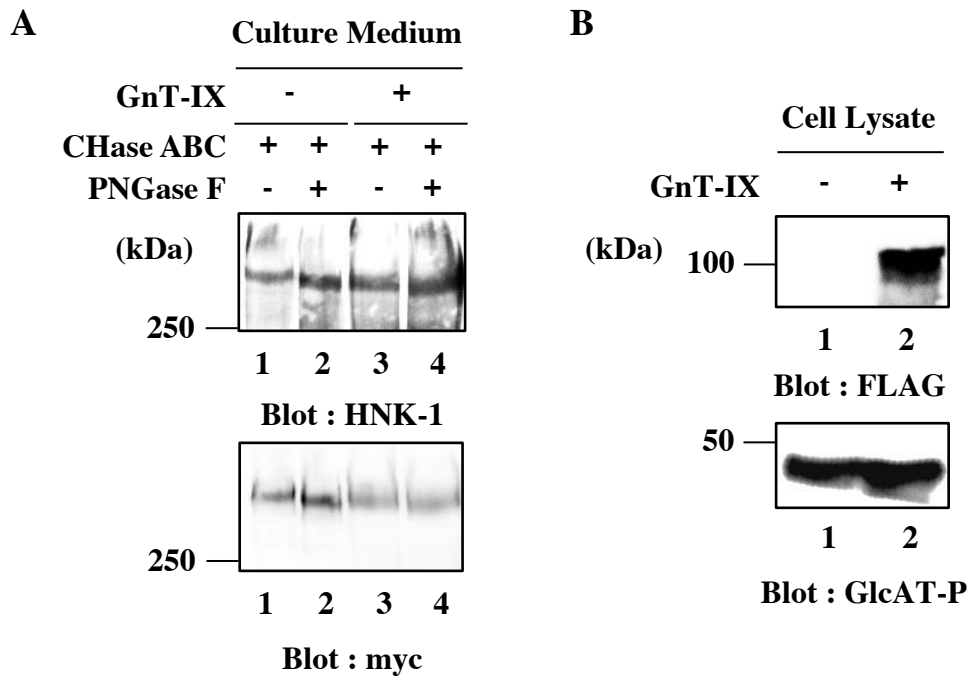 A
Culture Medium
GnT-IX - +
CHase ABC + + + +
PNGase F - + - +
(kDa)
250
1 2 3 4
Blot : HNK-1
250
1 2 3 4
Blot : myc
B
Cell Lysate
GnT-IX - +
(kDa) 100
1 2
Blot : FLAG
50
1 2
Blot : GlcAT-P